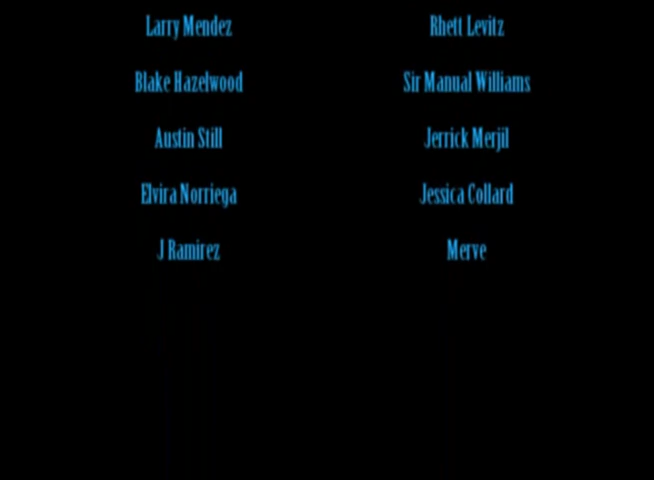 Larry Mendez
Rhett Levitz
Blake Hazelwood
Sir Manual Williams
Austin Still
Jerrick Merjil
Elvira Norriega
Jessica Collard
J Ramirez
Merve